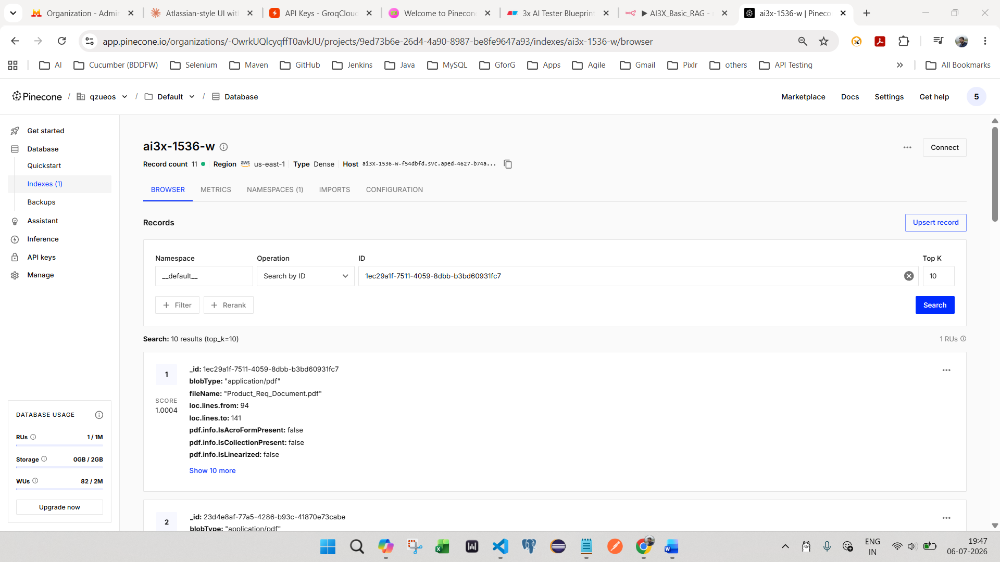 Organization - Admin
Atlassian-style UI with
API Keys - GroqCloud
Welcome to Pinecone
3x AI Tester Blueprint
▶ AI3X_Basic_RAG -
ai3x-1536-w | Pineco
app.pinecone.io/organizations/-OwrkUQlcyqffT0avkJU/projects/9ed73b6e-26d4-4a90-8987-be8fe9647a93/indexes/ai3x-1536-w/browser
AI
Cucumber (BDDFW)
Selenium
Maven
GitHub
Jenkins
Java
MySQL
GforG
Apps
Agile
Gmail
Pixlr
others
API Testing
All Bookmarks
Pinecone / qzueos / Default / Database
Marketplace
Docs
Settings
Get help
5
Get started
Database
Quickstart
Indexes (1)
Backups
Assistant
Inference
API keys
Manage
DATABASE USAGE
RUs 1 / 1M
Storage 0GB / 2GB
WUs 82 / 2M
Upgrade now
ai3x-1536-w
Connect
Record count 11 Region aws us-east-1 Type Dense Host ai3x-1536-w-f54dbfd.svc.aped-4627-b74a...
BROWSER METRICS NAMESPACES (1) IMPORTS CONFIGURATION
Records
Upsert record
Namespace Operation ID Top K
__default__ Search by ID 1ec29a1f-7511-4059-8dbb-b3bd60931fc7 10
Filter Rerank Search
Search: 10 results (top_k=10) 1 RUs
1
SCORE
1.0004
_id: 1ec29a1f-7511-4059-8dbb-b3bd60931fc7
blobType: "application/pdf"
fileName: "Product_Req_Document.pdf"
loc.lines.from: 94
loc.lines.to: 141
pdf.info.IsAcroFormPresent: false
pdf.info.IsCollectionPresent: false
pdf.info.IsLinearized: false
Show 10 more
2
_id: 23d4e8af-77a5-4286-b93c-41870e73cabe
blobType: "application/pdf"
ENG
IN
19:47
06-07-2026